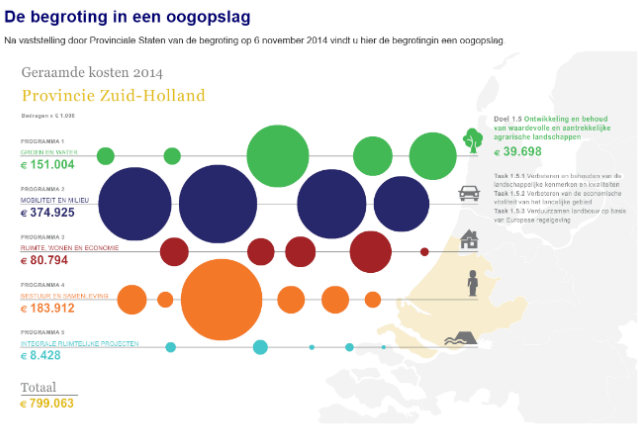 De begroting in een oogopslag
Na vaststelling door Provinciale Staten van de begroting op 6 november 2014 vindt u hier de begrotingin een oogopslag.
Geraamde kosten 2014
Provincie Zuid-Holland
Bedragen x € 1.000
PROGRAMMA 1
GROEN EN WATER
€ 151.004
PROGRAMMA 2
MOBILITEIT EN MILIEU
€ 374.925
PROGRAMMA 3
RUIMTE, WONEN EN ECONOMIE
€ 80.794
PROGRAMMA 4
BESTUUR EN SAMENLEVING
€ 183.912
PROGRAMMA 5
INTEGRALE RUIMTELIJKE PROJECTEN
€ 8.428
Totaal
€ 799.063
Doel 1.5 Ontwikkeling en behoud
van waardevolle en aantrekkelijke
agrarische landschappen
€ 39.698
Taak 1.5.1 Verbeteren en behouden van de
landschappelijke kenmerken en kwaliteiten
Taak 1.5.2 Verbeteren van de economische
vitaliteit van het landelijke gebied
Taak 1.5.3 Verduurzamen landbouw op basis
van Europese regelgeving